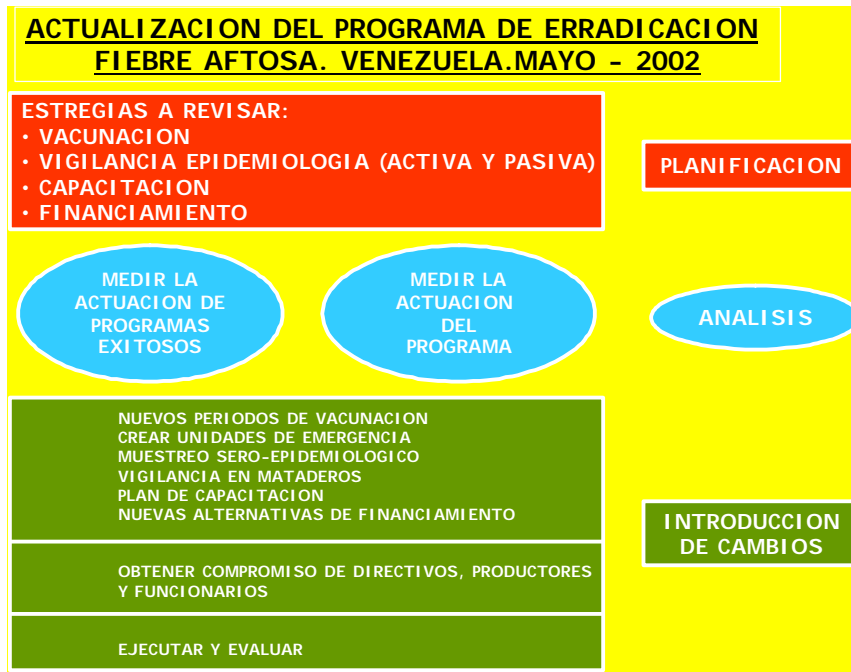 ACTUALIZACION DEL PROGRAMA DE ERRADICACION
FIEBRE AFTOSA. VENEZUELA.MAYO - 2002
ESTREGIAS A REVISAR:
• VACUNACION
• VIGILANCIA EPIDEMIOLOGIA (ACTIVA Y PASIVA)
• CAPACITACION
• FINANCIAMIENTO
PLANIFICACION
MEDIR LA
ACTUACION DE
PROGRAMAS
EXITOSOS
MEDIR LA
ACTUACION
DEL
PROGRAMA
ANALISIS
NUEVOS PERIODOS DE VACUNACION
CREAR UNIDADES DE EMERGENCIA
MUESTREO SERO-EPIDEMIOLOGICO
VIGILANCIA EN MATADEROS
PLAN DE CAPACITACION
NUEVAS ALTERNATIVAS DE FINANCIAMIENTO
INTRODUCCION
DE CAMBIOS
OBTENER COMPROMISO DE DIRECTIVOS, PRODUCTORES
Y FUNCIONARIOS
EJECUTAR Y EVALUAR